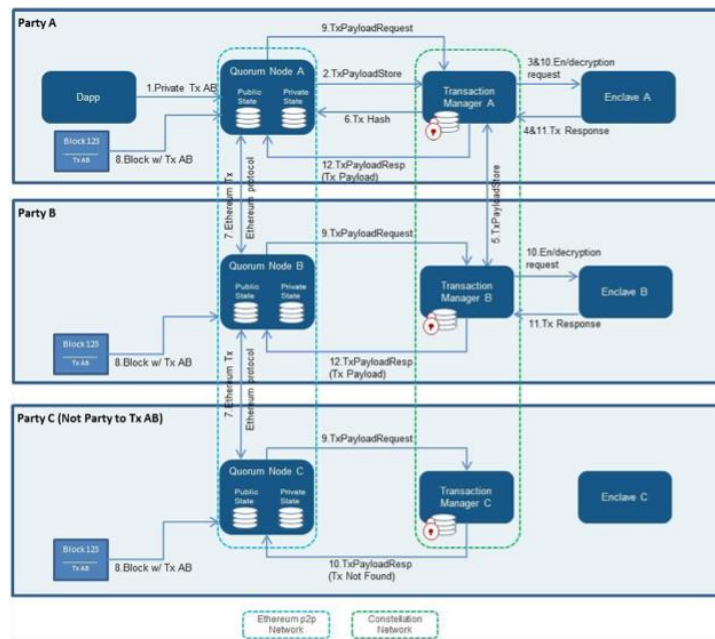 Party A
9.TxPayloadRequest
Dapp
1.Private Tx AB
Quorum Node A
Public
State
Private
State
2.TxPayloadStore
6.Tx Hash
Transaction
Manager A
3&10.En/decryption
request
Enclave A
4&11.Tx Response
Block123
Tx AB
8.Block w/ Tx AB
12.TxPayloadResp
(Tx Payload)
7.Ethereum Tx
Ethereum protocol
5.TxPayloadStore
Party B
9.TxPayloadRequest
Quorum Node B
Public
State
Private
State
Transaction
Manager B
10.En/decryption
request
Enclave B
11.Tx Response
Block123
Tx AB
8.Block w/ Tx AB
12.TxPayloadResp
(Tx Payload)
7.Ethereum Tx
Ethereum protocol
Party C (Not Party to Tx AB)
9.TxPayloadRequest
Quorum Node C
Public
State
Private
State
Transaction
Manager C
Enclave C
Block123
Tx AB
8.Block w/ Tx AB
10.TxPayloadResp
(Tx Not Found)
Ethereum p2p
Network
Constellation
Network